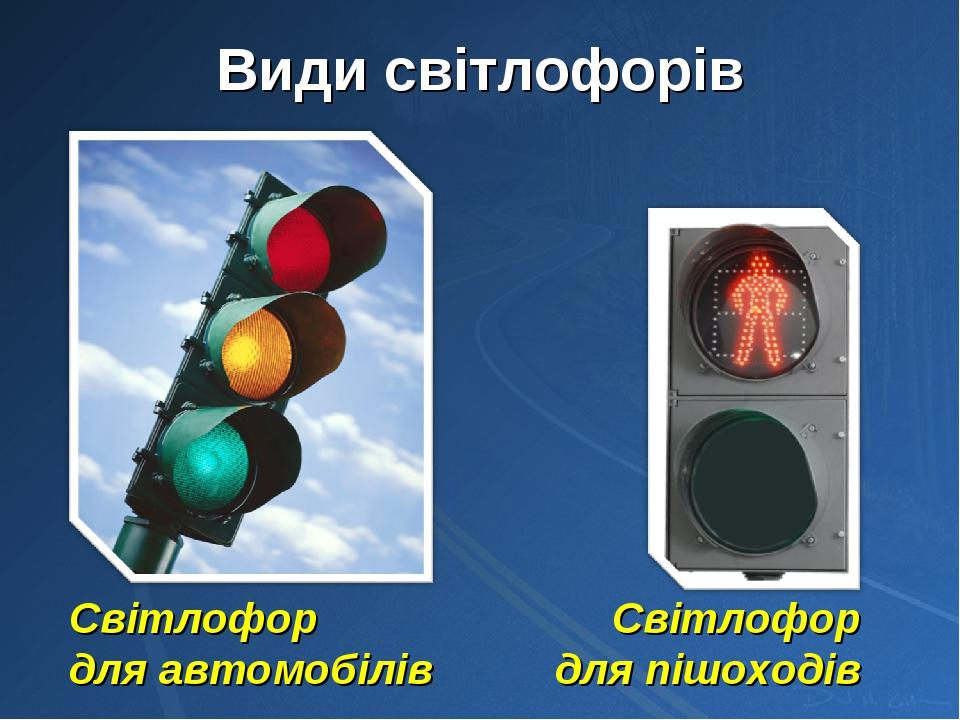 Види світлофорів
Світлофор
для автомобілів
Світлофор
для пішоходів